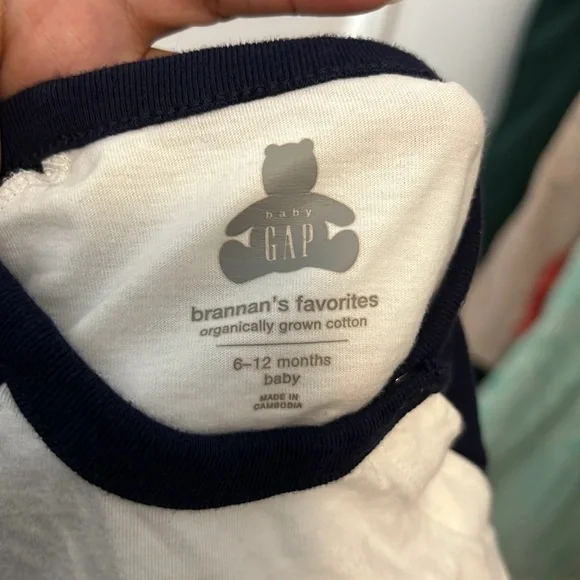 baby
GAP
brannan's favorites
organically grown cotton
6–12 months
baby
MADE IN
CAMBODIA